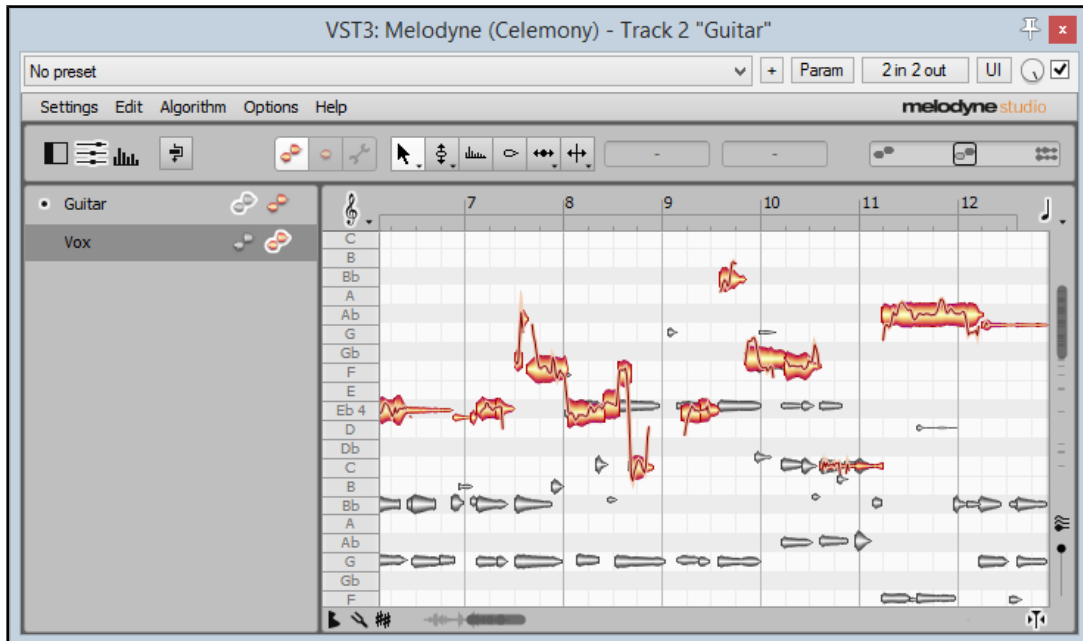 VST3: Melodyne (Celemony) - Track 2 "Guitar"
No preset + Param 2 in 2 out UI
Settings Edit Algorithm Options Help melodyne studio
- -
Guitar
Vox
7 8 9 10 11 12
C
B
Bb
A
Ab
G
Gb
F
E
Eb 4
D
Db
C
B
Bb
A
Ab
G
Gb
F